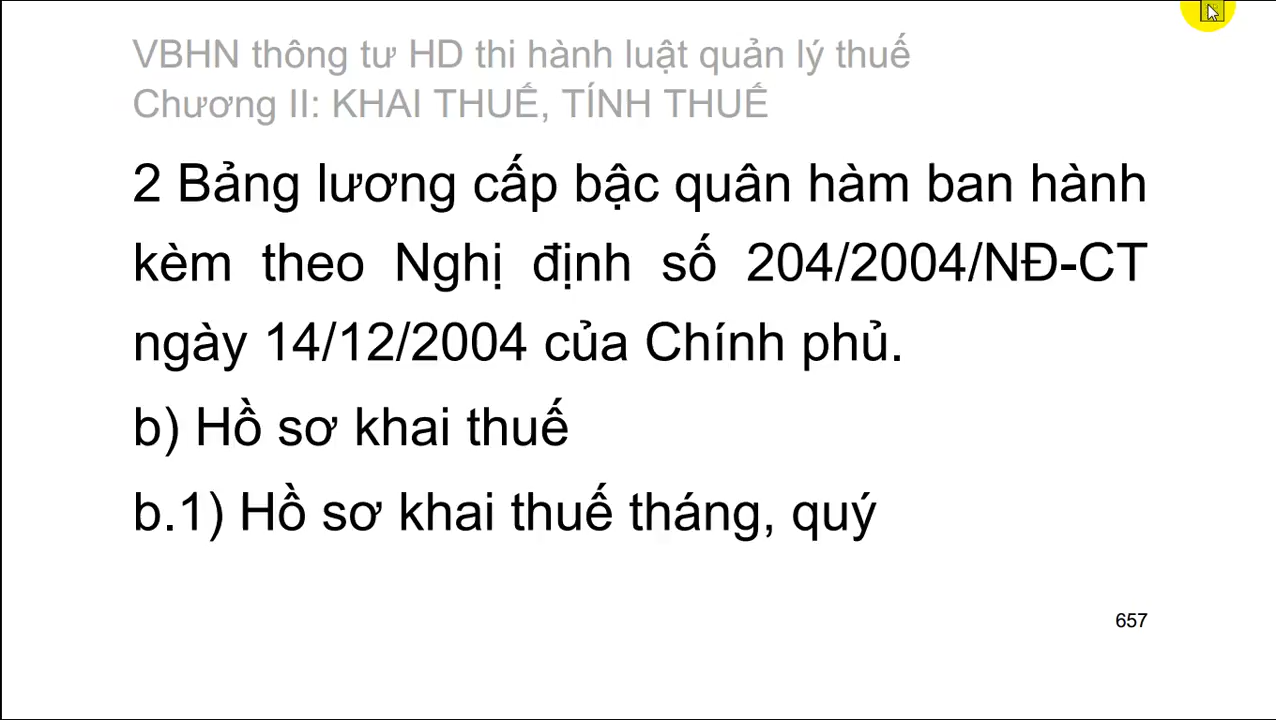 VBHN thông tư HD thi hành luật quản lý thuế
Chương II: KHAI THUẾ, TÍNH THUẾ
2 Bảng lương cấp bậc quân hàm ban hành
kèm theo Nghị định số 204/2004/NĐ-CT
ngày 14/12/2004 của Chính phủ.
b) Hồ sơ khai thuế
b.1) Hồ sơ khai thuế tháng, quý
657